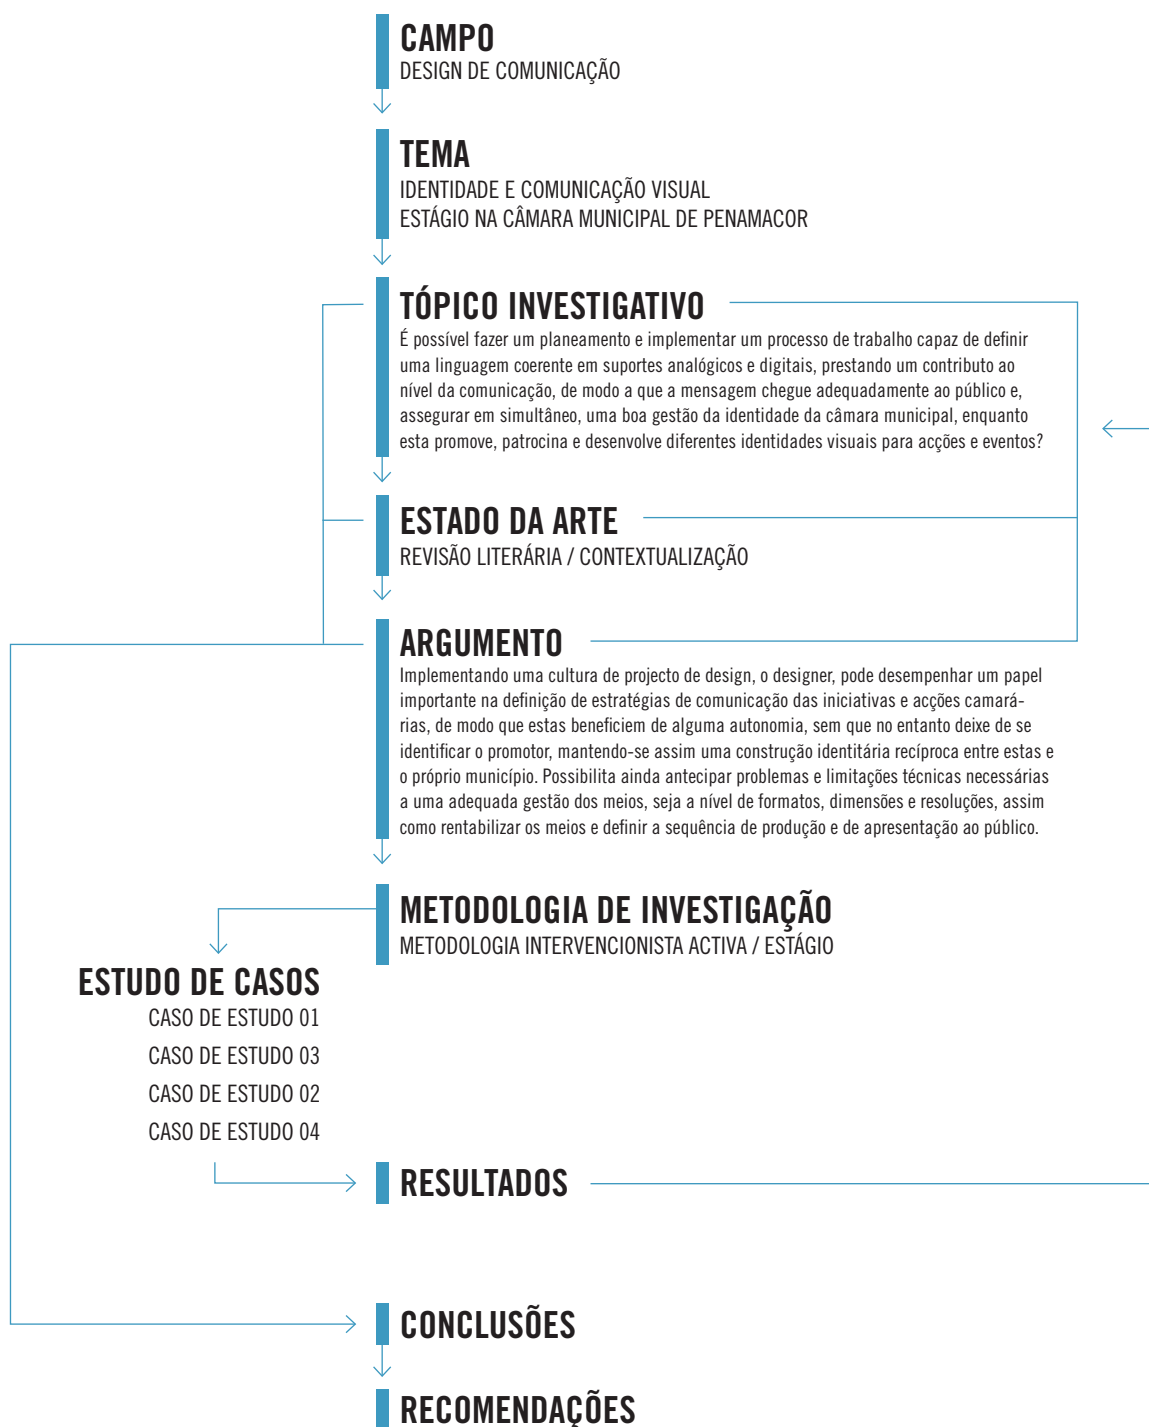 CAMPO
DESIGN DE COMUNICAÇÃO
TEMA
IDENTIDADE E COMUNICAÇÃO VISUAL
ESTÁGIO NA CÂMARA MUNICIPAL DE PENAMACOR
TÓPICO INVESTIGATIVO
É possível fazer um planeamento e implementar um processo de trabalho capaz de definir
uma linguagem coerente em suportes analógicos e digitais, prestando um contributo ao
nível da comunicação, de modo a que a mensagem chegue adequadamente ao público e,
assegurar em simultâneo, uma boa gestão da identidade da câmara municipal, enquanto
esta promove, patrocina e desenvolve diferentes identidades visuais para acções e eventos?
ESTADO DA ARTE
REVISÃO LITERÁRIA / CONTEXTUALIZAÇÃO
ARGUMENTO
Implementando uma cultura de projecto de design, o designer, pode desempenhar um papel
importante na definição de estratégias de comunicação das iniciativas e acções camará-
rias, de modo que estas beneficiem de alguma autonomia, sem que no entanto deixe de se
identificar o promotor, mantendo-se assim uma construção identitária recíproca entre estas e
o próprio município. Possibilita ainda antecipar problemas e limitações técnicas necessárias
a uma adequada gestão dos meios, seja a nível de formatos, dimensões e resoluções, assim
como rentabilizar os meios e definir a sequência de produção e de apresentação ao público.
METODOLOGIA DE INVESTIGAÇÃO
METODOLOGIA INTERVENCIONISTA ACTIVA / ESTÁGIO
ESTUDO DE CASOS
CASO DE ESTUDO 01
CASO DE ESTUDO 03
CASO DE ESTUDO 02
CASO DE ESTUDO 04
RESULTADOS
CONCLUSÕES
RECOMENDAÇÕES